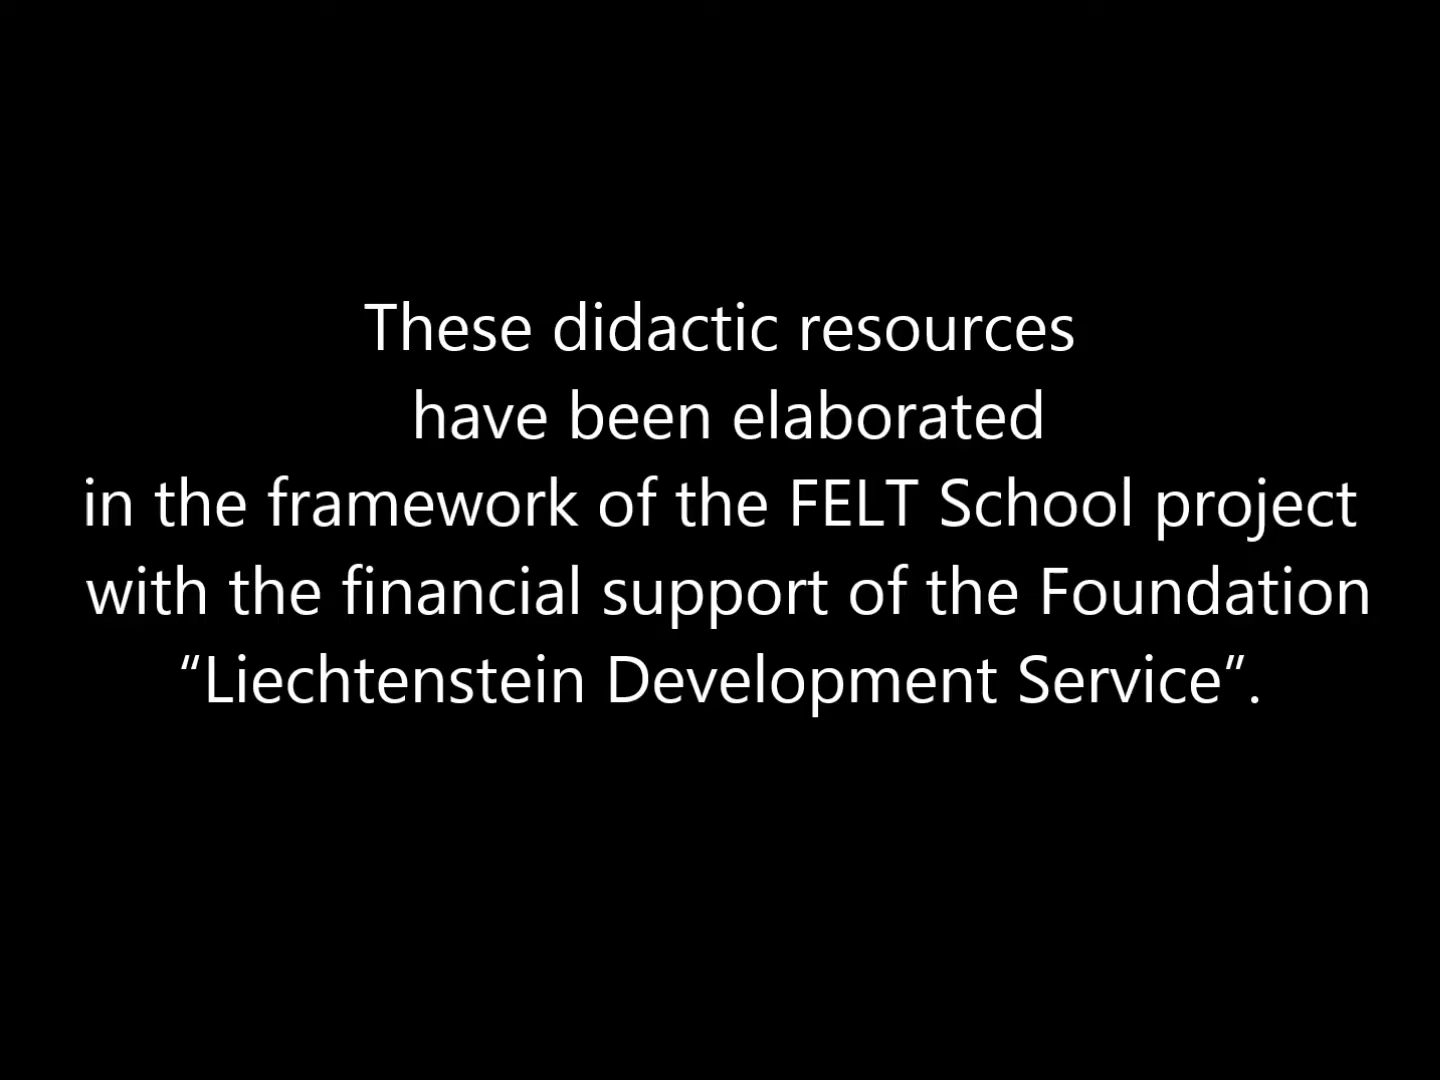 These didactic resources
have been elaborated
in the framework of the FELT School project
with the financial support of the Foundation
“Liechtenstein Development Service”.